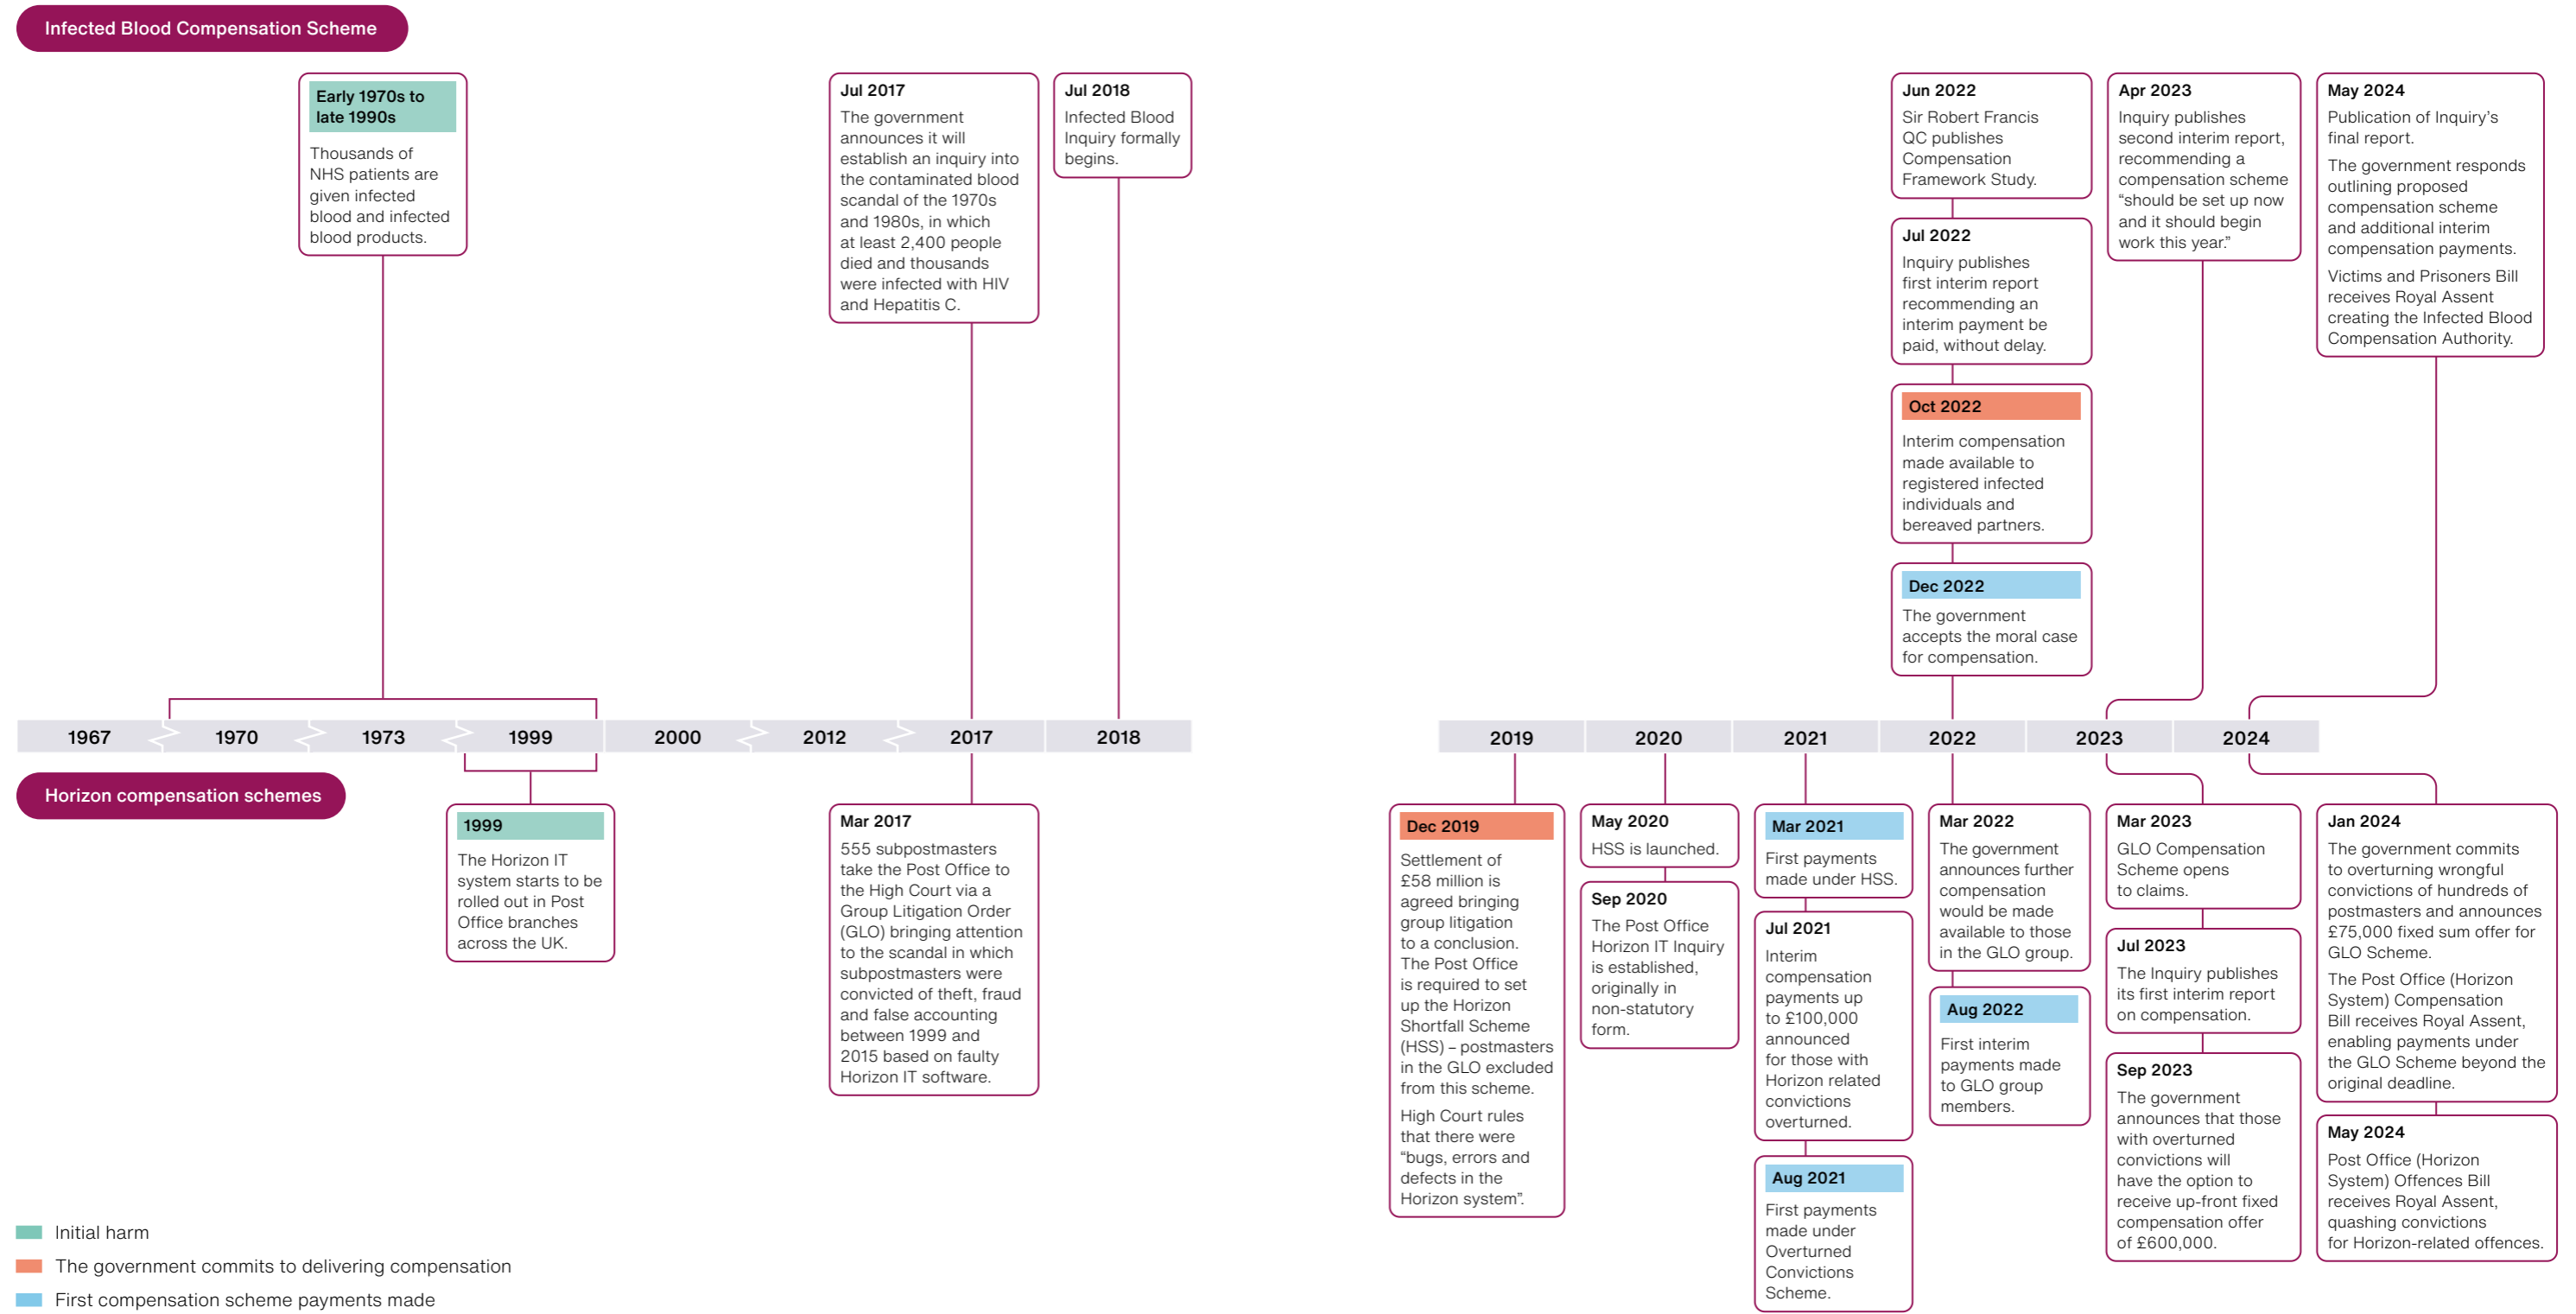 Infected Blood Compensation Scheme
Early 1970s to
late 1990s
Thousands of
NHS patients are
given infected
blood and infected
blood products.
Jul 2017
The government
announces it will
establish an inquiry into
the contaminated blood
scandal of the 1970s
and 1980s, in which
at least 2,400 people
died and thousands
were infected with HIV
and Hepatitis C.
Jul 2018
Infected Blood
Inquiry formally
begins.
Jun 2022
Sir Robert Francis
QC publishes
Compensation
Framework Study.
Jul 2022
Inquiry publishes
first interim report
recommending an
interim payment be
paid, without delay.
Oct 2022
Interim compensation
made available to
registered infected
individuals and
bereaved partners.
Dec 2022
The government
accepts the moral case
for compensation.
Apr 2023
Inquiry publishes
second interim report,
recommending a
compensation scheme
“should be set up now
and it should begin
work this year.”
May 2024
Publication of Inquiry’s
final report.
The government responds
outlining proposed
compensation scheme
and additional interim
compensation payments.
Victims and Prisoners Bill
receives Royal Assent
creating the Infected Blood
Compensation Authority.
1967 1970 1973 1999 2000 2012 2017 2018 2019 2020 2021 2022 2023 2024
Horizon compensation schemes
1999
The Horizon IT
system starts to be
rolled out in Post
Office branches
across the UK.
Mar 2017
555 subpostmasters
take the Post Office to
the High Court via a
Group Litigation Order
(GLO) bringing attention
to the scandal in which
subpostmasters were
convicted of theft, fraud
and false accounting
between 1999 and
2015 based on faulty
Horizon IT software.
Dec 2019
Settlement of
£58 million is
agreed bringing
group litigation
to a conclusion.
The Post Office
is required to set
up the Horizon
Shortfall Scheme
(HSS) – postmasters
in the GLO excluded
from this scheme.
High Court rules
that there were
“bugs, errors and
defects in the
Horizon system”.
May 2020
HSS is launched.
Sep 2020
The Post Office
Horizon IT Inquiry
is established,
originally in
non-statutory
form.
Mar 2021
First payments
made under HSS.
Jul 2021
Interim
compensation
payments up
to £100,000
announced
for those with
Horizon related
convictions
overturned.
Aug 2021
First payments
made under
Overturned
Convictions
Scheme.
Mar 2022
The government
announces further
compensation
would be made
available to those
in the GLO group.
Aug 2022
First interim
payments made
to GLO group
members.
Mar 2023
GLO Compensation
Scheme opens
to claims.
Jul 2023
The Inquiry publishes
its first interim report
on compensation.
Sep 2023
The government
announces that those
with overturned
convictions will
have the option to
receive up-front fixed
compensation offer
of £600,000.
Jan 2024
The government commits
to overturning wrongful
convictions of hundreds of
postmasters and announces
£75,000 fixed sum offer for
GLO Scheme.
The Post Office (Horizon
System) Compensation
Bill receives Royal Assent,
enabling payments under
the GLO Scheme beyond the
original deadline.
May 2024
Post Office (Horizon
System) Offences Bill
receives Royal Assent,
quashing convictions
for Horizon-related offences.
Initial harm
The government commits to delivering compensation
First compensation scheme payments made